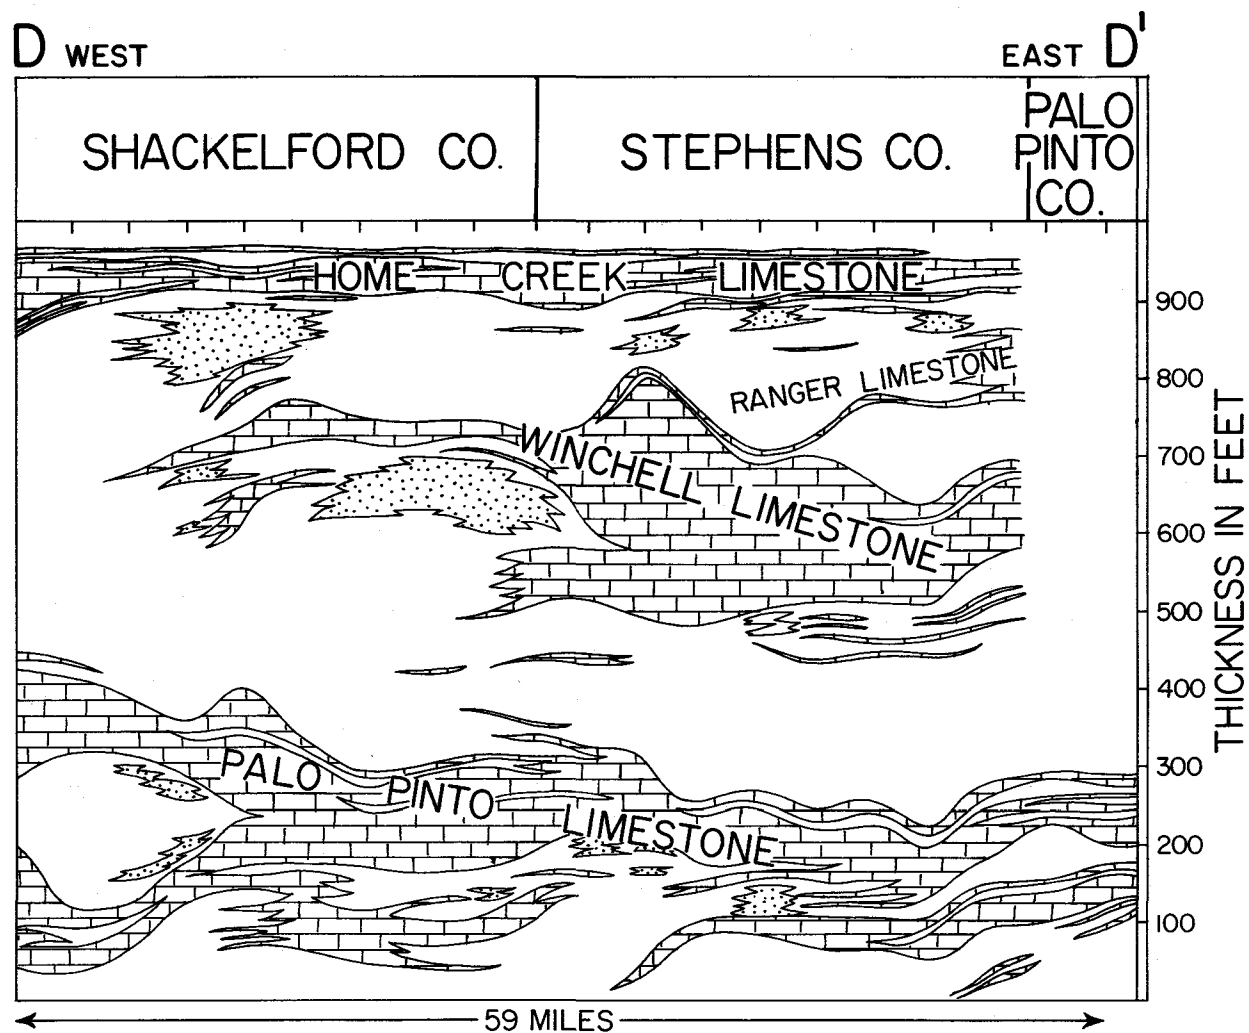 D WEST
EAST D'
SHACKELFORD CO.
STEPHENS CO.
PALO
PINTO
CO.
HOME CREEK LIMESTONE
900
RANGER LIMESTONE
800
WINCHELL LIMESTONE
700
600
500
400
PALO PINTO LIMESTONE
300
200
100
THICKNESS IN FEET
59 MILES